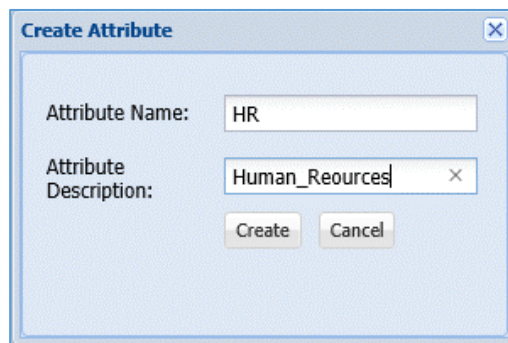 Create Attribute
Attribute Name: HR
Attribute
Description: Human_Reources
Create Cancel